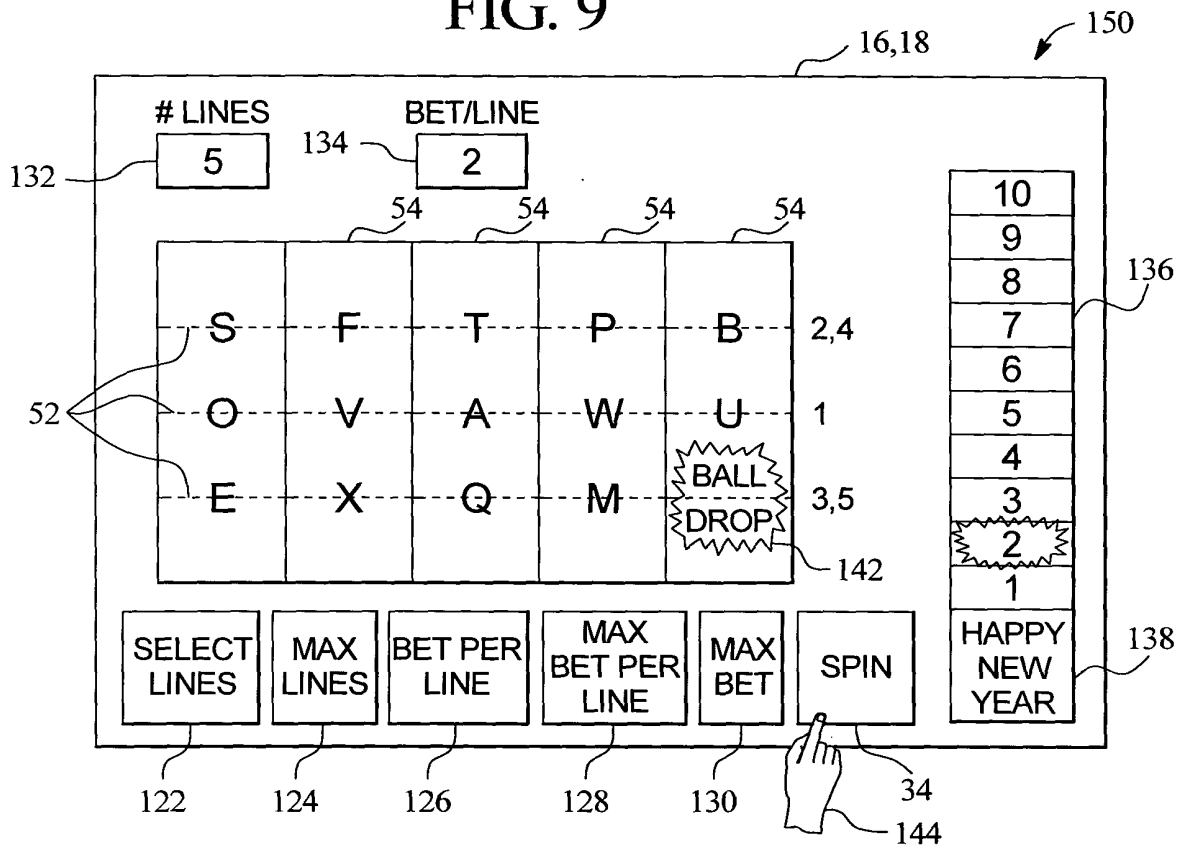 FIG. 9
150
16,18
# LINES
BET/LINE
132
5
134
2
54
54
54
54
10
9
8
7
6
5
4
3
2
1
136
S F T P B 2,4
52
O V A W U 1
E X Q M BALL DROP 3,5
142
SELECT LINES
MAX LINES
BET PER LINE
MAX BET PER LINE
MAX BET
SPIN
HAPPY NEW YEAR
138
122
124
126
128
130
34
144